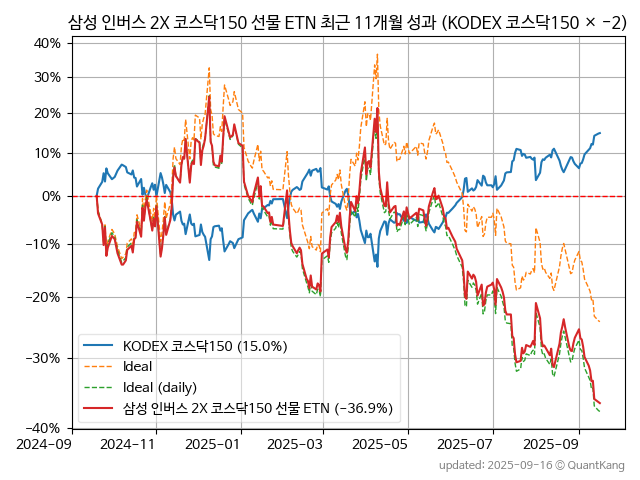 삼성 인버스 2X 코스닥150 선물 ETN 최근 11개월 성과 (KODEX 코스닥150 × −2)
40%
30%
20%
10%
0%
−10%
−20%
−30%
−40%
KODEX 코스닥150 (15.0%)
Ideal
Ideal (daily)
삼성 인버스 2X 코스닥150 선물 ETN (−36.9%)
2024-09 2024-11 2025-01 2025-03 2025-05 2025-07 2025-09
updated: 2025-09-16 © QuantKang